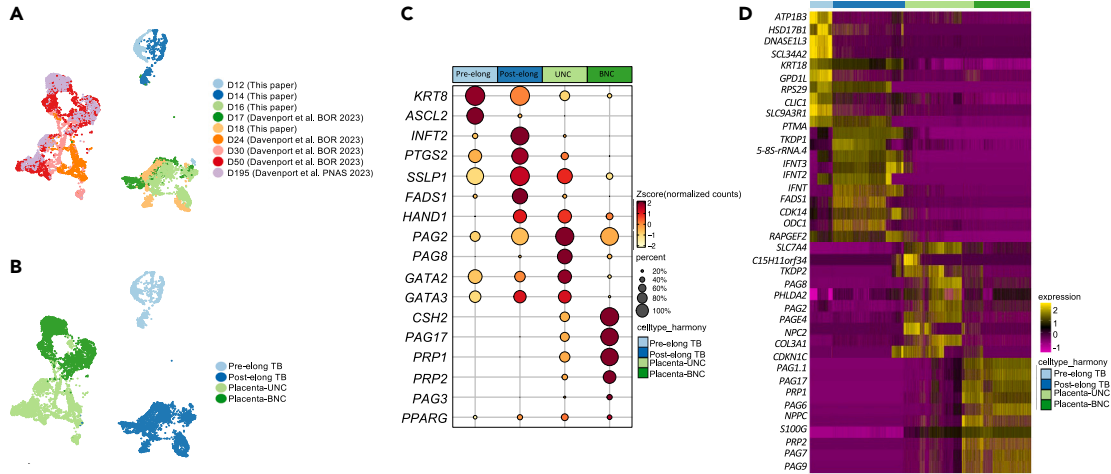 A
D12 (This paper)
D14 (This paper)
D16 (This paper)
D17 (Davenport et al. BOR 2023)
D18 (This paper)
D24 (Davenport et al. BOR 2023)
D30 (Davenport et al. BOR 2023)
D50 (Davenport et al. BOR 2023)
D195 (Davenport et al. PNAS 2023)
B
Pre-elong TB
Post-elong TB
Placenta-UNC
Placenta-BNC
C
Pre-elong Post-elong UNC BNC
KRT8
ASCL2
INFT2
PTGS2
SSLP1
FADS1
HAND1
PAG2
PAG8
GATA2
GATA3
CSH2
PAG17
PRP1
PRP2
PAG3
PPARG
Zscore(normalized counts)
2
1
0
−1
−2
percent
20%
40%
60%
80%
100%
celltype_harmony
Pre-elong TB
Post-elong TB
Placenta-UNC
Placenta-BNC
D
ATP1B3
HSD17B1
DNASE1L3
SCL34A2
KRT18
GPD1L
RPS29
CLIC1
SLC9A3R1
PTMA
TKDP1
5-8S-rRNA.4
IFNT3
IFNT2
IFNT
FADS1
CDK14
ODC1
RAPGEF2
SLC7A4
C15H11orf34
TKDP2
PAG8
PHLDA2
PAG2
PAGE4
NPC2
COL3A1
CDKN1C
PAG1.1
PAG17
PRP1
PAG6
NPPC
S100G
PRP2
PAG7
PAG9
expression
2
1
0
−1
celltype_harmony
Pre-elong TB
Post-elong TB
Placenta-UNC
Placenta-BNC